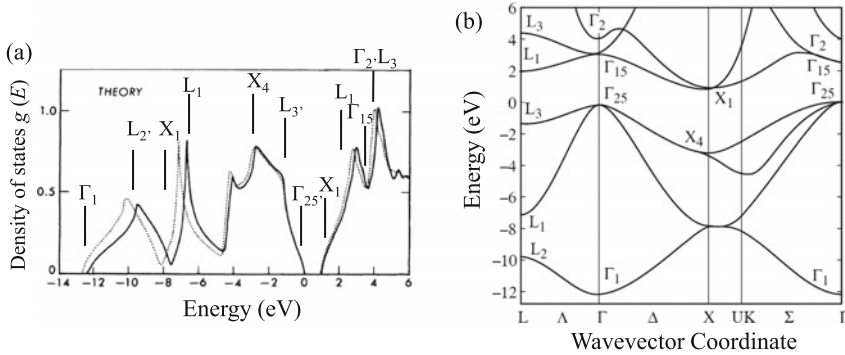 (a)
THEORY
Density of states g (E)
1.0
0.5
0
Γ1
L2'
X1
L1
X4
L3'
Γ25'
X1
L1
Γ15
Γ2'L3
−14 −12 −10 −8 −6 −4 −2 0 2 4 6
Energy (eV)
(b)
Energy (eV)
6
4
2
0
−2
−4
−6
−8
−10
−12
L3
L1
L3
L1
L2
Γ2
Γ15
Γ25
X4
X1
Γ1
Γ2
Γ15
Γ25
Γ1
L Λ Γ Δ X UK Σ Γ
Wavevector Coordinate